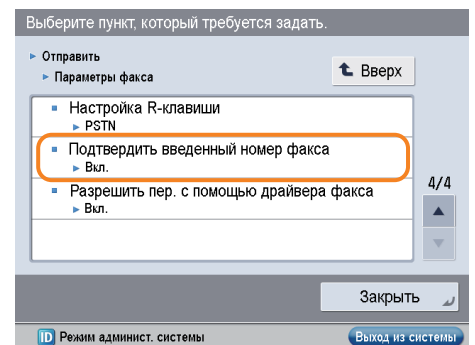 Выберите пункт, который требуется задать.
Отправить
Параметры факса
Вверх
Настройка R-клавиши
PSTN
Подтвердить введенный номер факса
Вкл.
Разрешить пер. с помощью драйвера факса
Вкл.
4/4
Закрыть
ID Режим админист. системы
Выход из системы